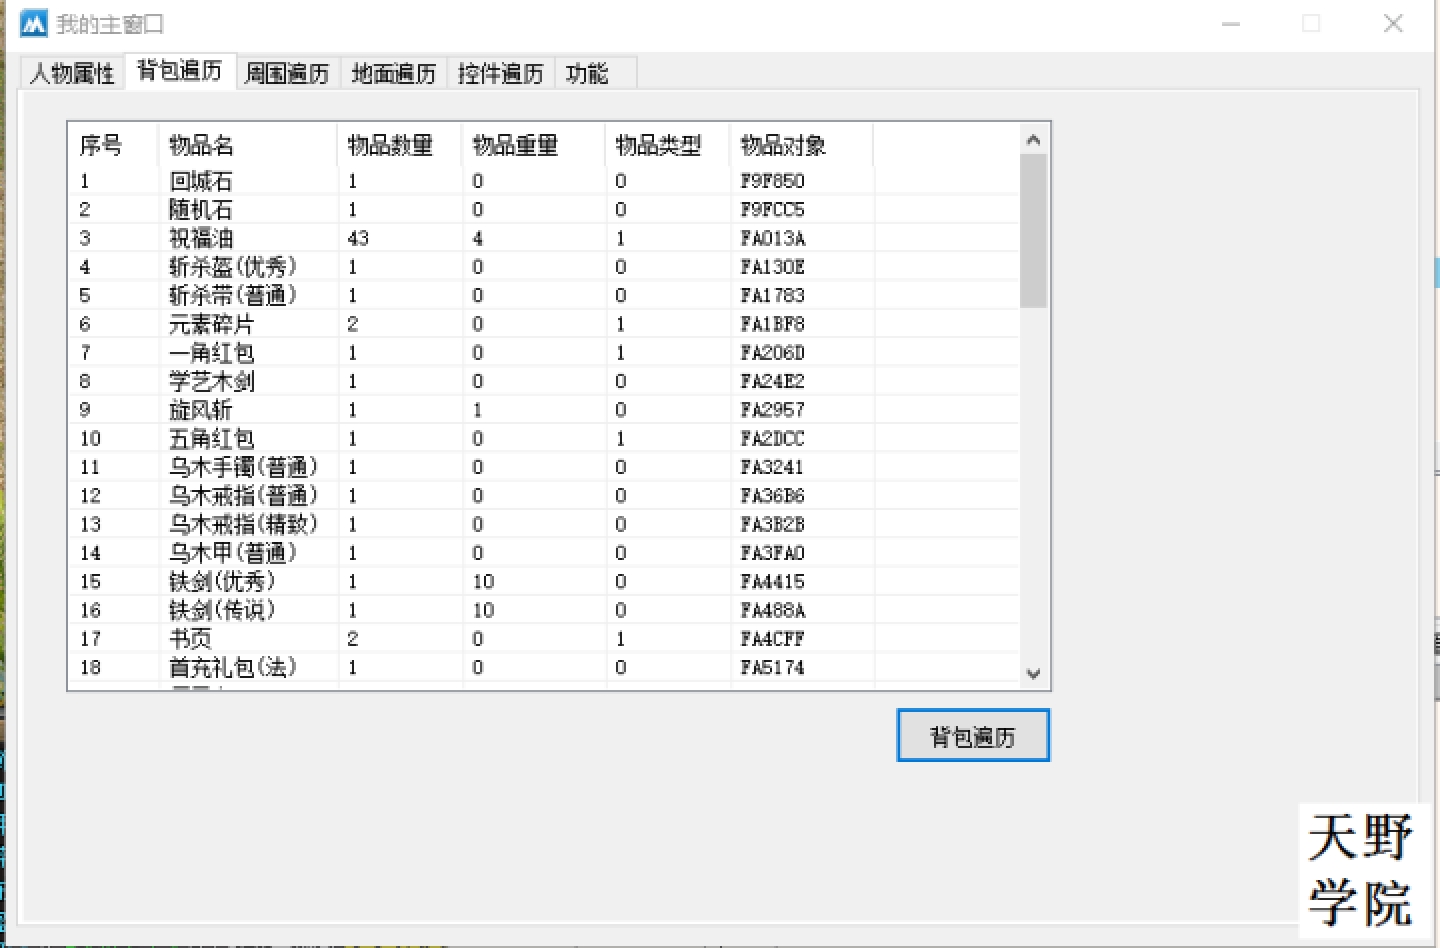 我的主窗口
人物属性 背包遍历 周围遍历 地面遍历 控件遍历 功能
序号 物品名 物品数量 物品重量 物品类型 物品对象
1 回城石 1 0 0 F9F850
2 随机石 1 0 0 F9FCC5
3 祝福油 43 4 1 FA013A
4 斩杀盔(优秀) 1 0 0 FA130E
5 斩杀带(普通) 1 0 0 FA1783
6 元素碎片 2 0 1 FA1BF8
7 一角红包 1 0 1 FA206D
8 学艺木剑 1 0 0 FA24E2
9 旋风斩 1 1 0 FA2957
10 五角红包 1 0 1 FA2DCC
11 乌木手镯(普通) 1 0 0 FA3241
12 乌木戒指(普通) 1 0 0 FA36B6
13 乌木戒指(精致) 1 0 0 FA3B2B
14 乌木甲(普通) 1 0 0 FA3FA0
15 铁剑(优秀) 1 10 0 FA4415
16 铁剑(传说) 1 10 0 FA488A
17 书页 2 0 1 FA4CFF
18 首充礼包(法) 1 0 0 FA5174
背包遍历
天野
学院